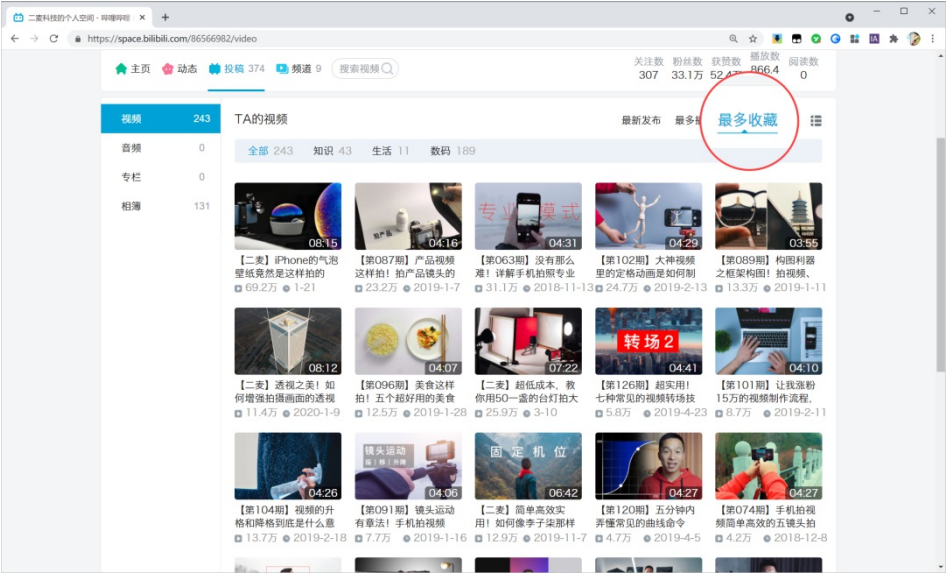 二麦科技的个人空间 - 哔哩哔哩
https://space.bilibili.com/86566982/video
主页 动态 投稿 374 频道 9 搜索视频
关注数 粉丝数 获赞数 播放数 阅读数
307 33.1万 866.4 0
视频 243
音频 0
专栏 0
相簿 131
TA的视频
最新发布 最多收藏
全部 243 知识 43 生活 11 数码 189
专业模式
08:15 04:16 04:31 04:29 03:55
【二麦】iPhone的气泡
壁纸竟然是这样拍的
69.2万 1-21
【第087期】产品视频
这样拍！拍产品镜头的
23.2万 2019-1-7
【第063期】没有那么
难！详解手机拍照专业
31.1万 2018-11-13
【第102期】大神视频
里的定格动画是如何制
24.7万 2019-2-13
【第089期】构图利器
之框架构图！拍视频、
13.3万 2019-1-11
转场2
08:12 04:07 07:22 04:41 04:10
【二麦】透视之美！如
何增强拍摄画面的透视
11.4万 2020-1-9
【第096期】美食这样
拍！五个超好用的美食
12.5万 2019-1-28
【二麦】超低成本，教
你用50一盏的台灯拍大
25.9万 3-10
【第126期】超实用！
七种常见的视频转场技
5.8万 2019-4-23
【第101期】让我涨粉
15万的视频制作流程，
8.7万 2019-2-11
镜头运动
固定机位
04:26 04:06 06:42 04:27 04:27
【第104期】视频的升
格和降格到底是什么意
13.7万 2019-2-18
【第091期】镜头运动
有章法！手机拍视频
7.7万 2019-1-16
【二麦】简单高效实
用！如何像李子柒那样
12.9万 2019-11-7
【第120期】五分钟内
弄懂常见的曲线命令
4.7万 2019-4-5
【第074期】手机拍视
频简单高效的五镜头拍
4.2万 2018-12-8